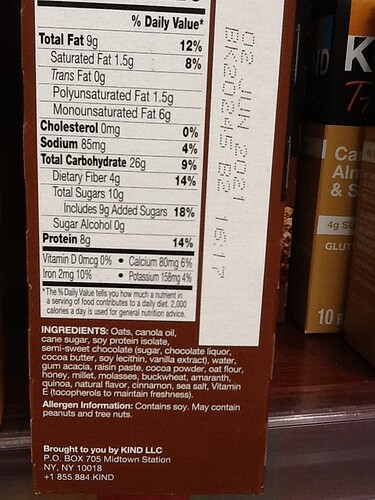 % Daily Value*
Total Fat 9g 12%
Saturated Fat 1.5g 8%
Trans Fat 0g
Polyunsaturated Fat 1.5g
Monounsaturated Fat 6g
Cholesterol 0mg 0%
Sodium 85mg 4%
Total Carbohydrate 26g 9%
Dietary Fiber 4g 14%
Total Sugars 10g
Includes 9g Added Sugars 18%
Sugar Alcohol 0g
Protein 8g 14%
Vitamin D 0mcg 0% • Calcium 80mg 6%
Iron 2mg 10% • Potassium 158mg 4%
*The % Daily Value tells you how much a nutrient in
a serving of food contributes to a daily diet. 2,000
calories a day is used for general nutrition advice.
INGREDIENTS: Oats, canola oil,
cane sugar, soy protein isolate,
semi-sweet chocolate (sugar, chocolate liquor,
cocoa butter, soy lecithin, vanilla extract), water,
gum acacia, raisin paste, cocoa powder, oat flour,
honey, millet, molasses, buckwheat, amaranth,
quinoa, natural flavor, cinnamon, sea salt, Vitamin
E (tocopherols to maintain freshness).
Allergen Information: Contains soy. May contain
peanuts and tree nuts.
Brought to you by KIND LLC
P.O. BOX 705 Midtown Station
NY, NY 10018
+1 855.884.KIND
02 JUN 2021
BK20245 B2 16:17
K
Ca
Alm
& S
4g SU
GLUT
10